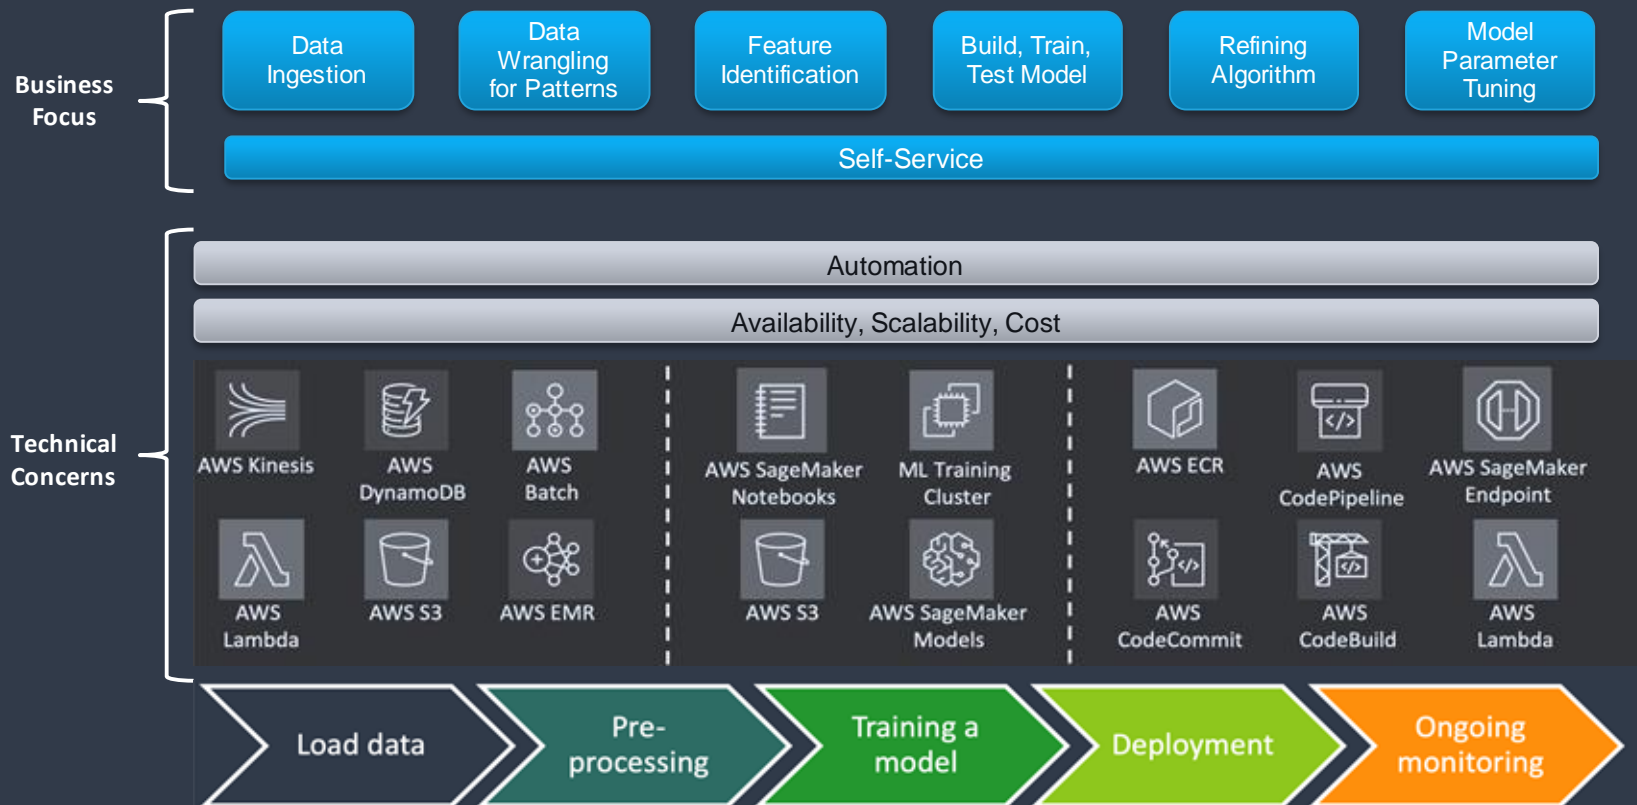 Business
Focus
Data
Ingestion
Data
Wrangling
for Patterns
Feature
Identification
Build, Train,
Test Model
Refining
Algorithm
Model
Parameter
Tuning
Self-Service
Technical
Concerns
Automation
Availability, Scalability, Cost
AWS Kinesis
AWS
DynamoDB
AWS
Batch
AWS SageMaker
Notebooks
ML Training
Cluster
AWS ECR
AWS
CodePipeline
AWS SageMaker
Endpoint
AWS
Lambda
AWS S3
AWS EMR
AWS S3
AWS SageMaker
Models
AWS
CodeCommit
AWS
CodeBuild
AWS
Lambda
Load data
Pre-
processing
Training a
model
Deployment
Ongoing
monitoring